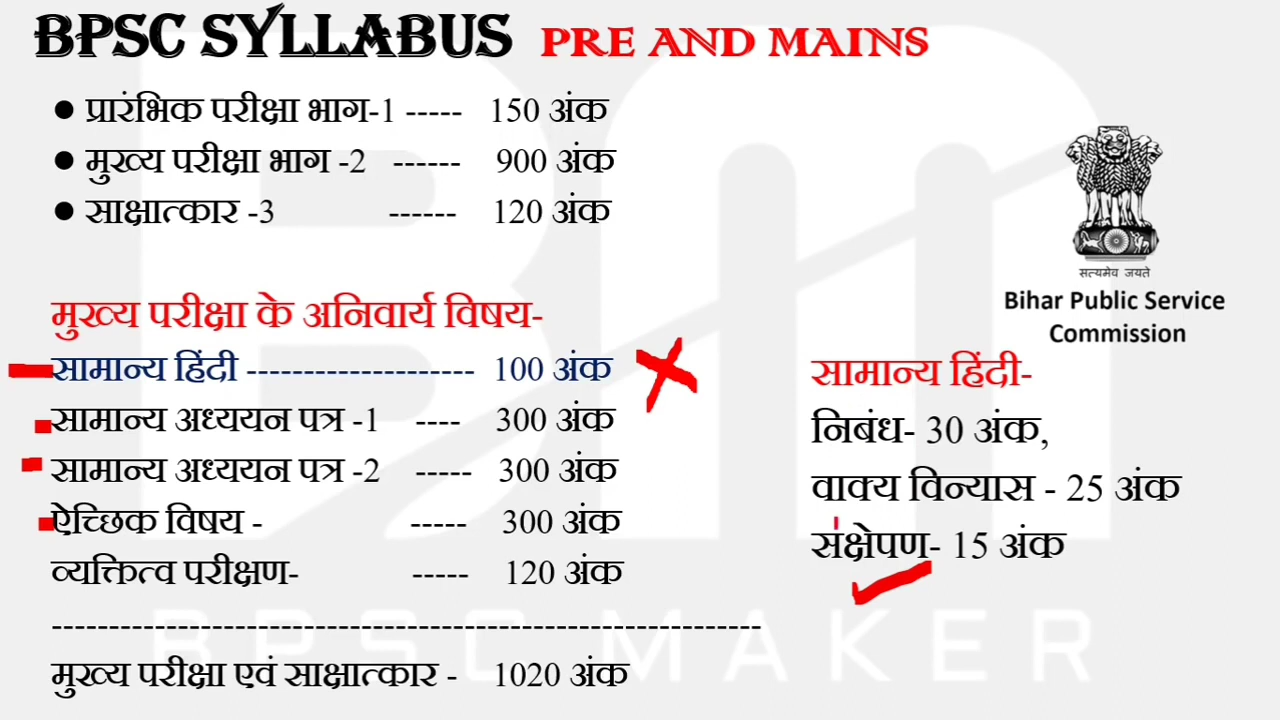 BPSC SYLLABUS PRE AND MAINS
● प्रारंभिक परीक्षा भाग-1 ----- 150 अंक
● मुख्य परीक्षा भाग -2 ------ 900 अंक
● साक्षात्कार -3 ------ 120 अंक
सत्यमेव जयते
Bihar Public Service
Commission
मुख्य परीक्षा के अनिवार्य विषय-
सामान्य हिंदी -------------------- 100 अंक
सामान्य अध्ययन पत्र -1 ---- 300 अंक
सामान्य अध्ययन पत्र -2 ----- 300 अंक
ऐच्छिक विषय - ----- 300 अंक
व्यक्तित्व परीक्षण- ----- 120 अंक
--------------------------------------------------------------
मुख्य परीक्षा एवं साक्षात्कार - 1020 अंक
सामान्य हिंदी-
निबंध- 30 अंक,
वाक्य विन्यास - 25 अंक
संक्षेपण- 15 अंक
BPSC MAKER